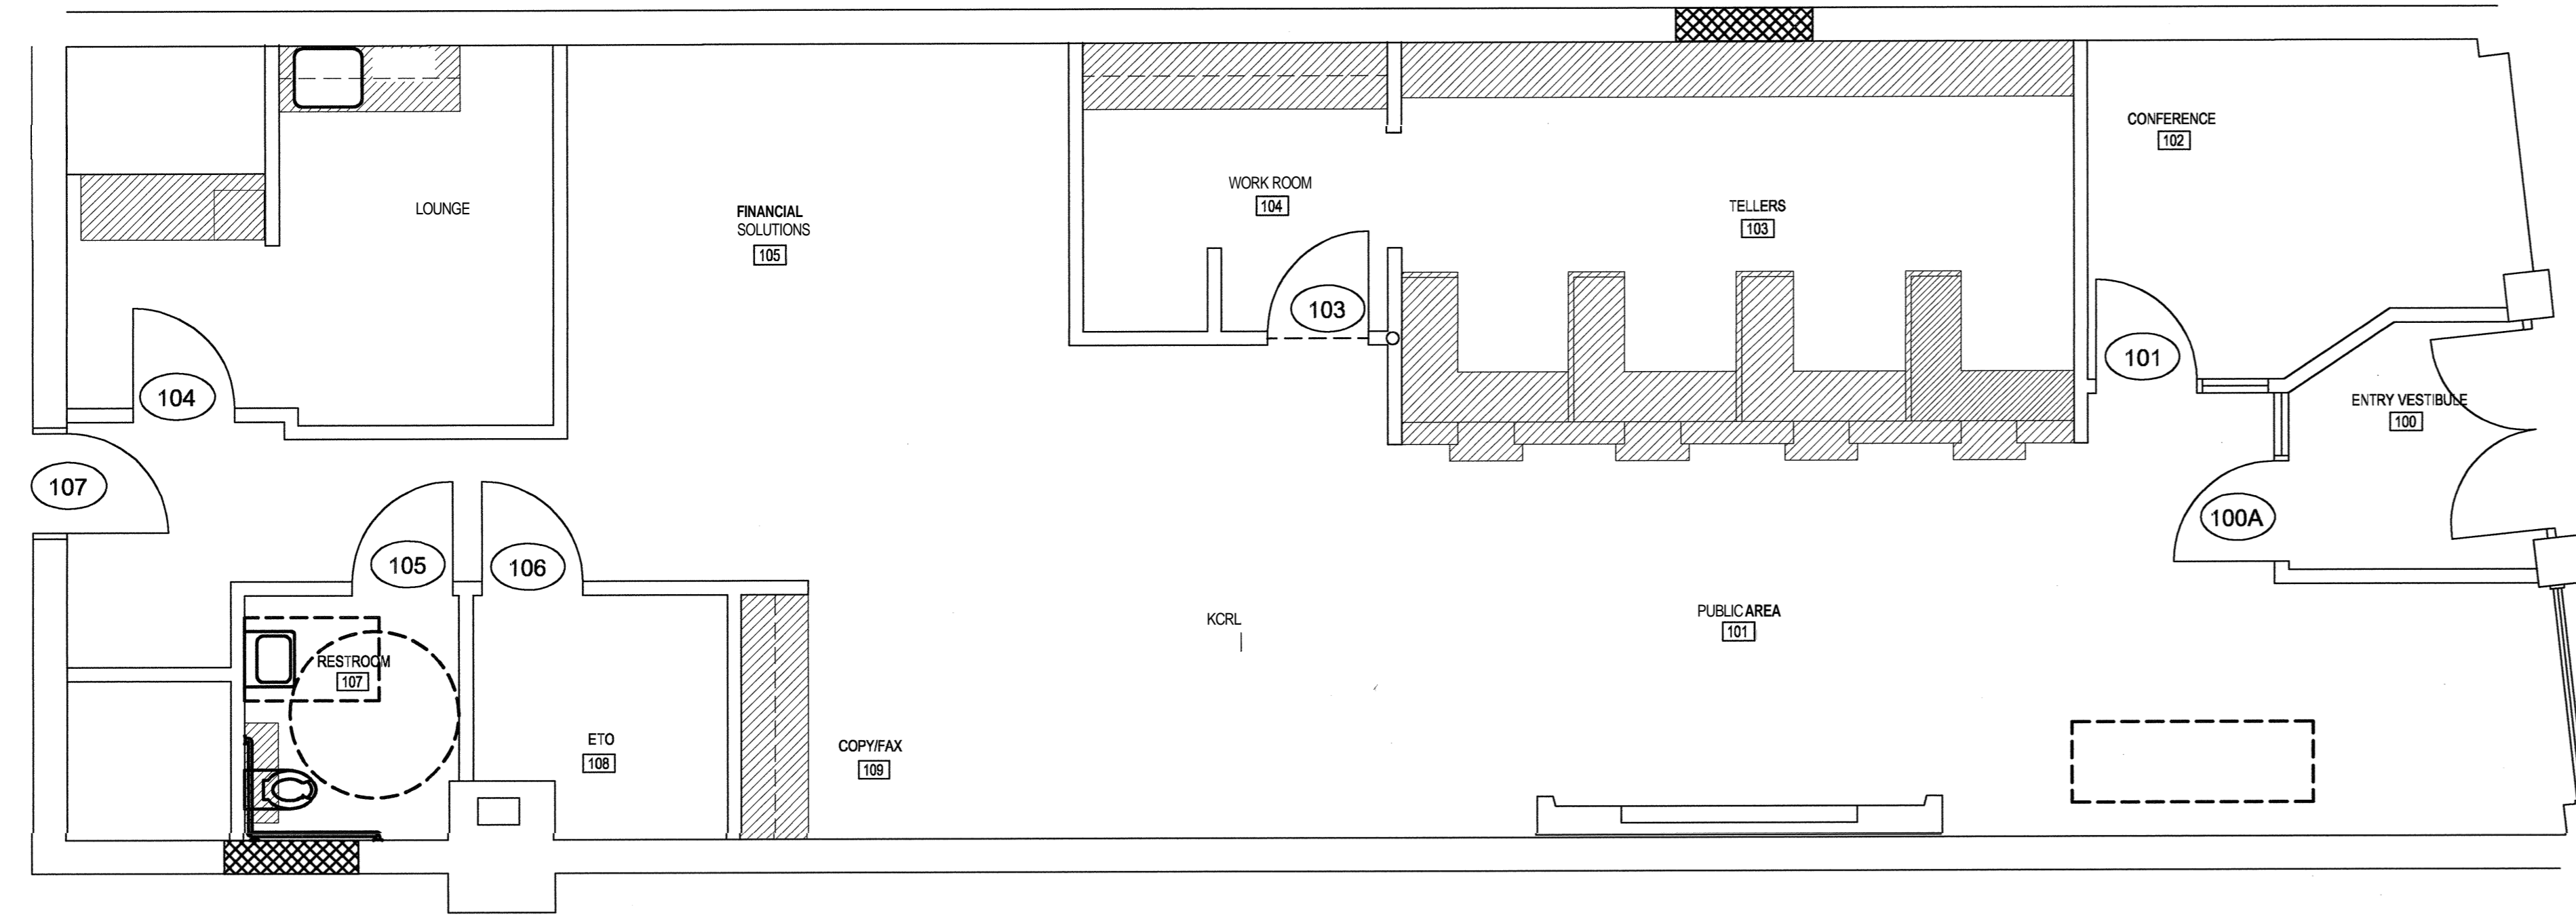 CONFERENCE
102
WORK ROOM
104
TELLERS
103
LOUNGE
FINANCIAL
SOLUTIONS
105
103
101
104
ENTRY VESTIBULE
100
107
100A
105
106
KCRL
PUBLIC AREA
101
RESTROOM
107
ETO
108
COPY/FAX
109